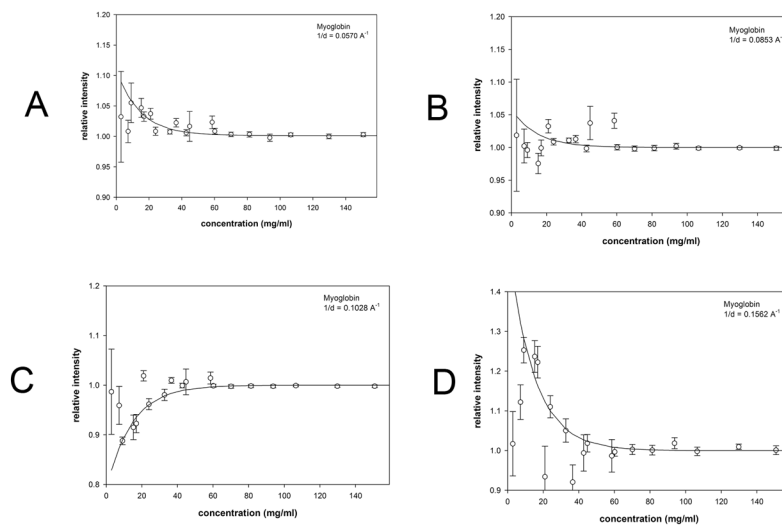 A
Myoglobin
1/d = 0.0570 A⁻¹
relative intensity
1.20
1.15
1.10
1.05
1.00
0.95
0.90
0 20 40 60 80 100 120 140
concentration (mg/ml)
B
Myoglobin
1/d = 0.0853 A⁻¹
relative intensity
1.20
1.15
1.10
1.05
1.00
0.95
0.90
0 20 40 60 80 100 120 140
concentration (mg/ml)
C
Myoglobin
1/d = 0.1028 A⁻¹
relative intensity
1.2
1.1
1.0
0.9
0.8
0 20 40 60 80 100 120 140
concentration (mg/ml)
D
Myoglobin
1/d = 0.1562 A⁻¹
relative intensity
1.4
1.3
1.2
1.1
1.0
0.9
0 20 40 60 80 100 120 140
concentration (mg/ml)